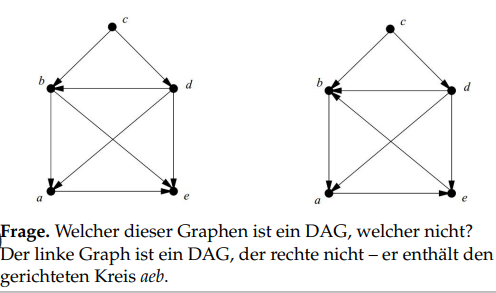 c
c
b
d
b
d
a
e
a
e
Frage. Welcher dieser Graphen ist ein DAG, welcher nicht?
Der linke Graph ist ein DAG, der rechte nicht – er enthält den
gerichteten Kreis aeb.